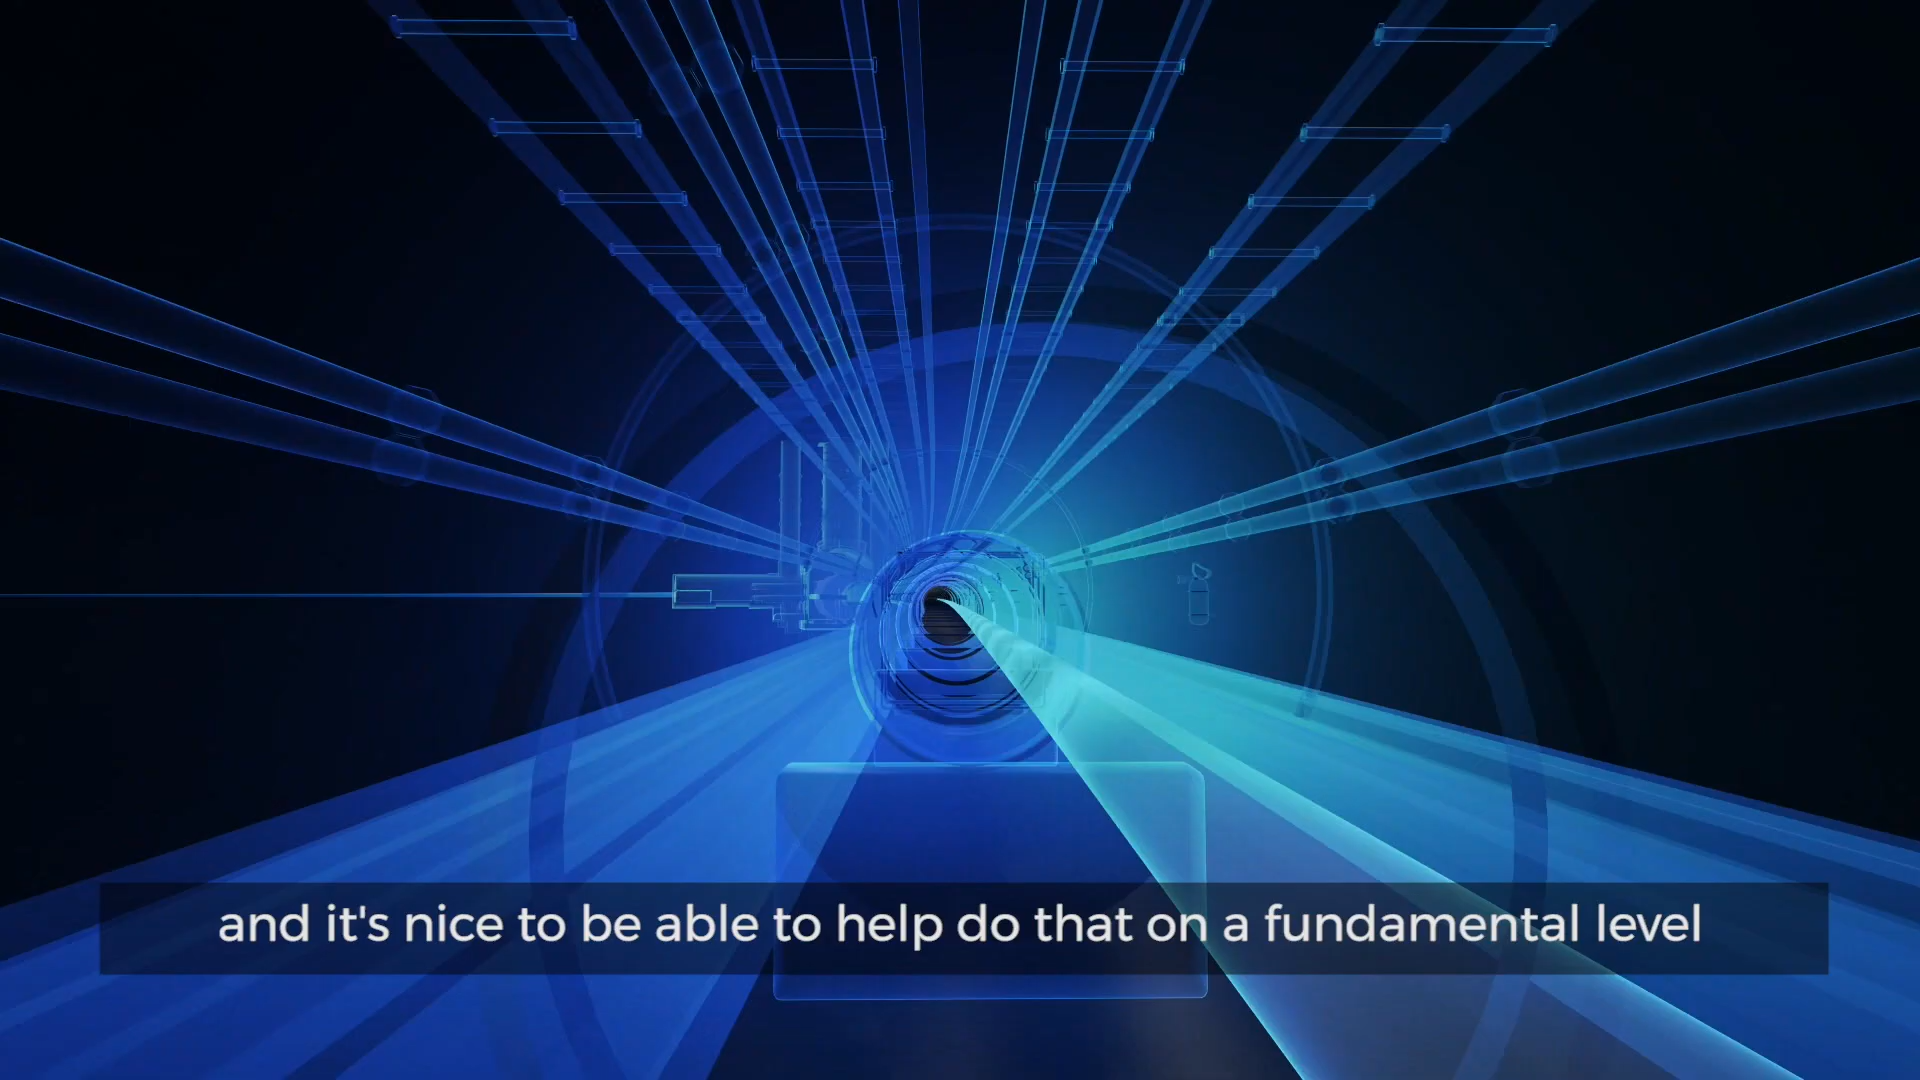 and it's nice to be able to help do that on a fundamental level